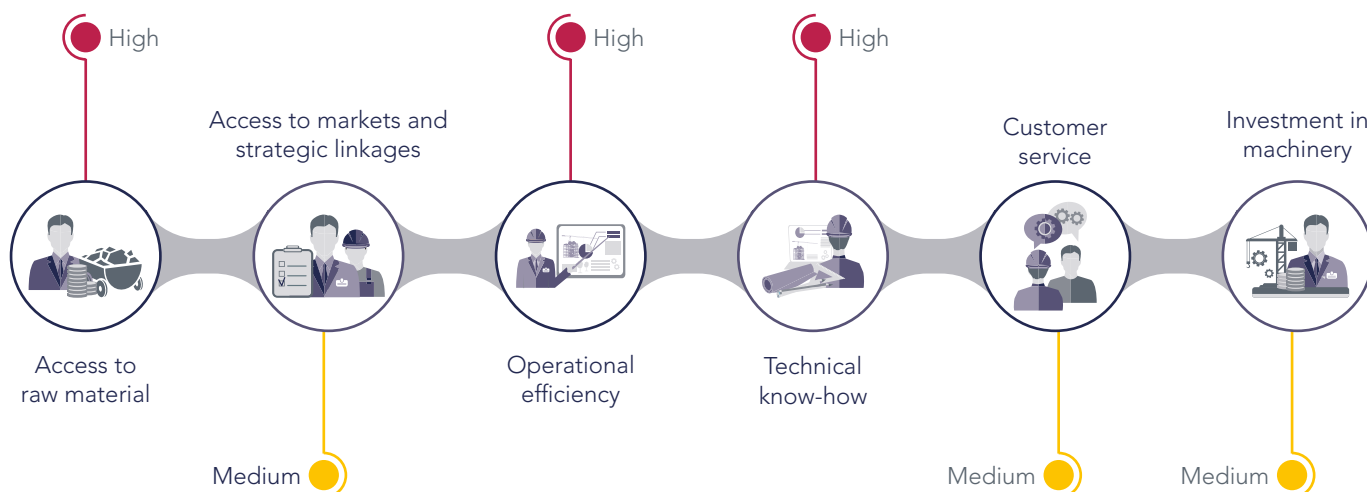 High
High
High
Access to markets and
strategic linkages
Customer
service
Investment in
machinery
Access to
raw material
Operational
efficiency
Technical
know-how
Medium
Medium
Medium